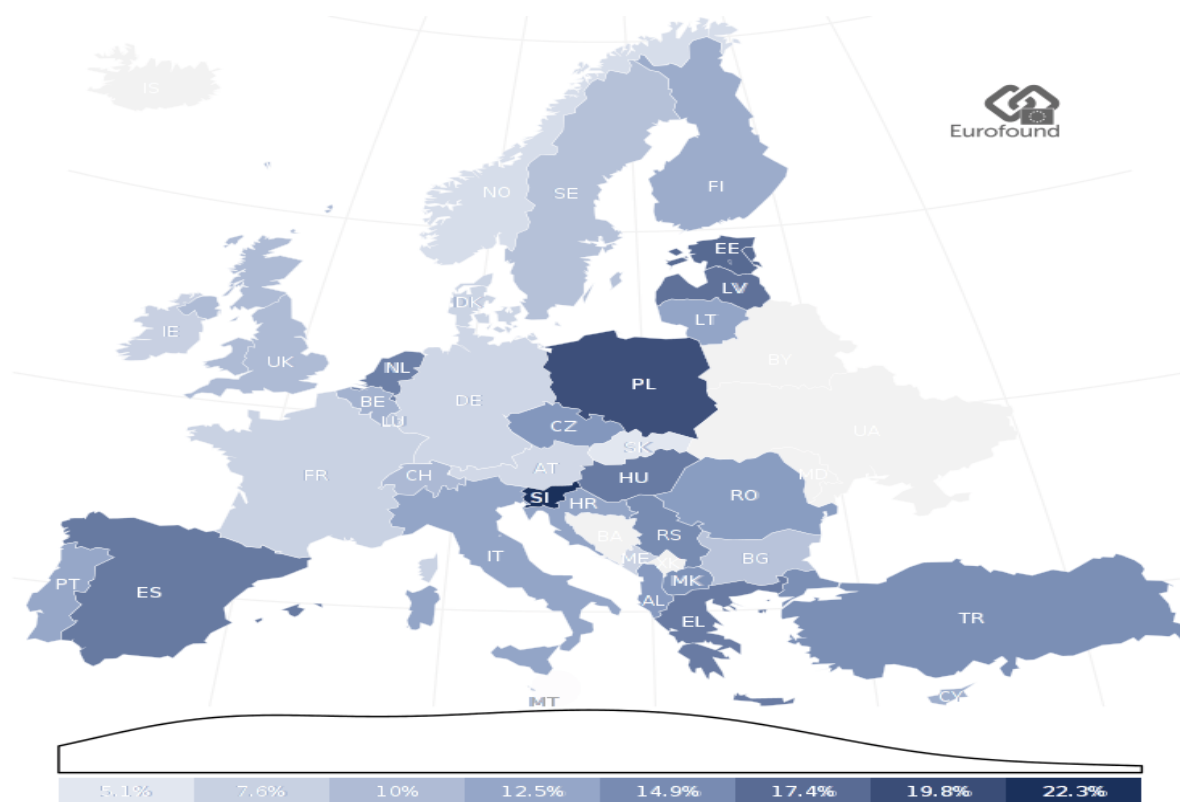 IS
Eurofound
NO
SE
FI
EE
LV
LT
DK
IE
UK
NL
BY
BE
DE
PL
LU
CZ
UA
SK
FR
CH
AT
HU
MD
RO
SI
HR
BA
RS
IT
ME
XK
BG
PT
ES
MK
AL
EL
TR
CY
MT
5.1% 7.6% 10% 12.5% 14.9% 17.4% 19.8% 22.3%